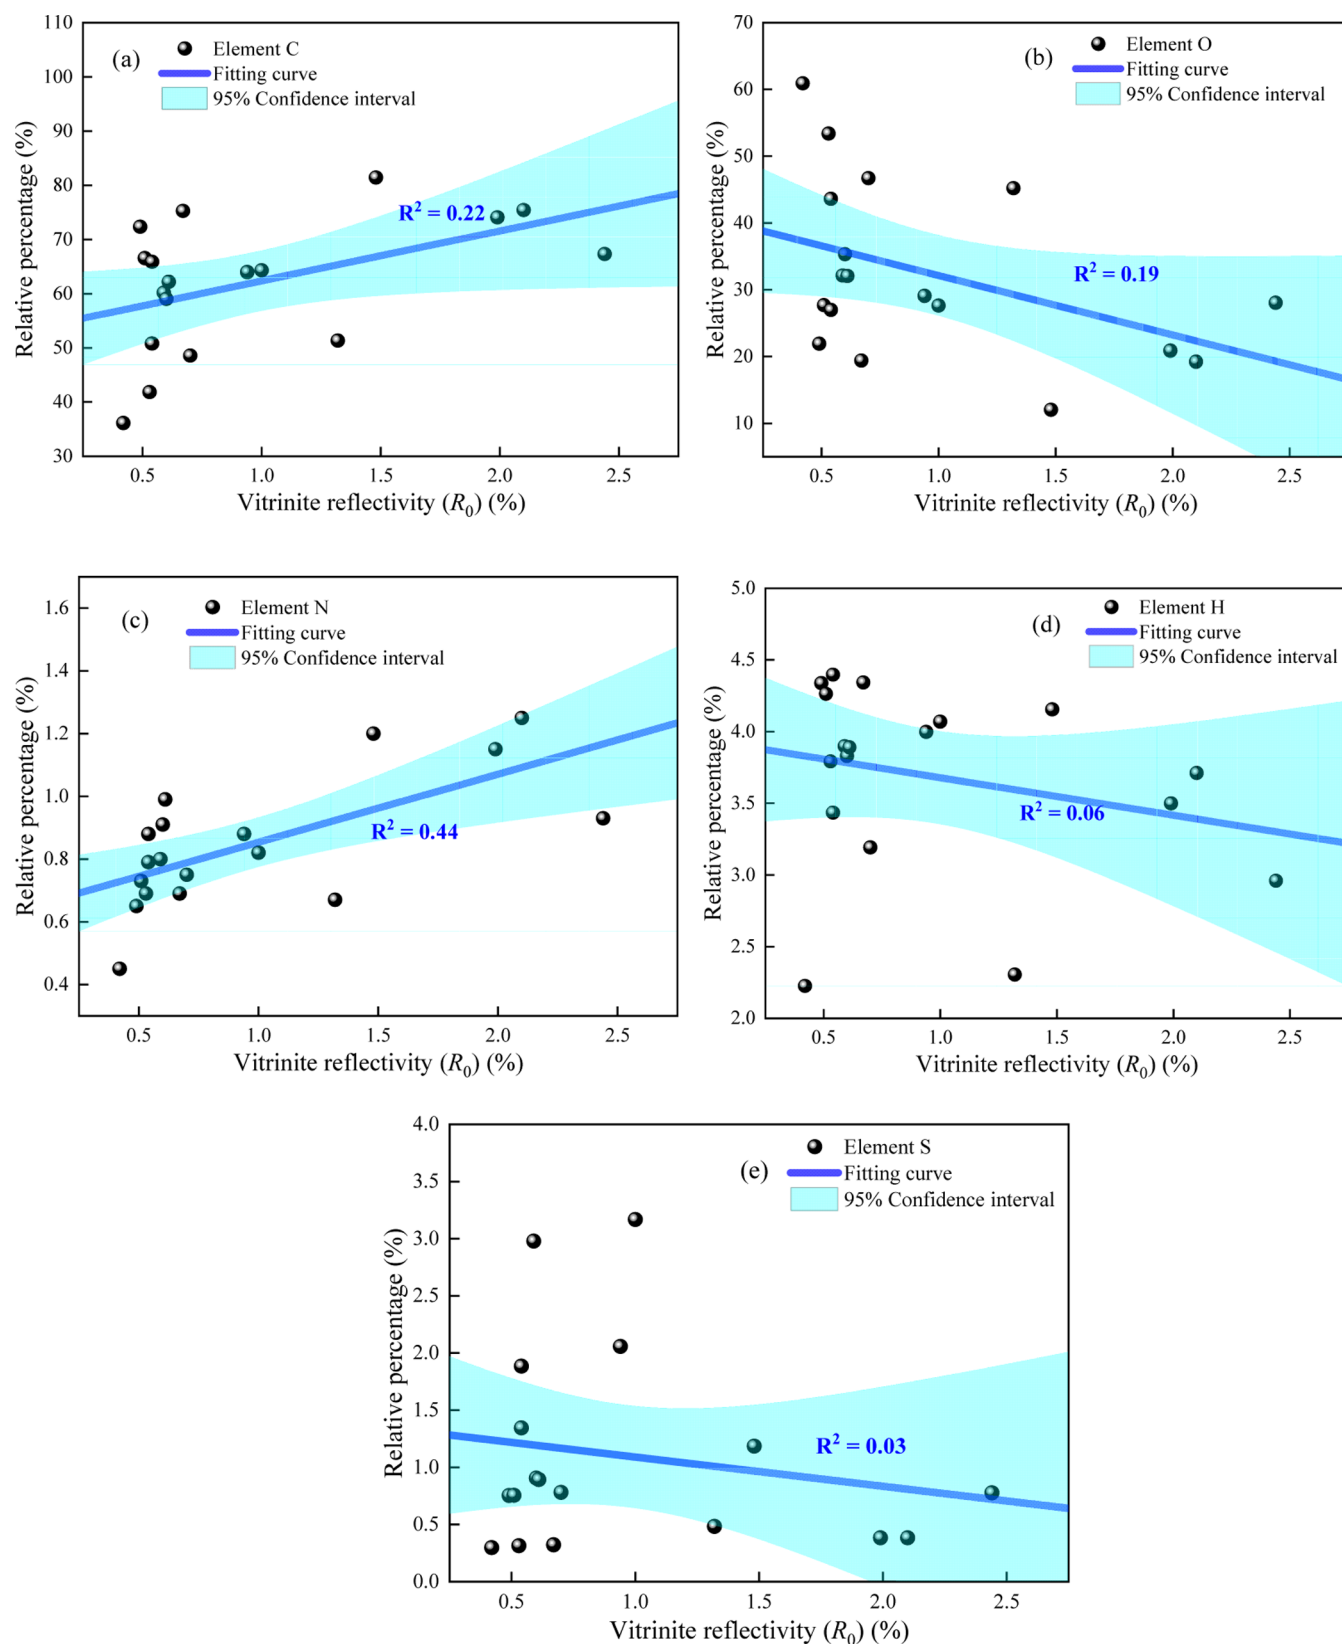 (a)
Element C
Fitting curve
95% Confidence interval
R² = 0.22
110
100
90
80
70
60
50
40
30
Relative percentage (%)
0.5 1.0 1.5 2.0 2.5
Vitrinite reflectivity (R₀) (%)
(b)
Element O
Fitting curve
95% Confidence interval
R² = 0.19
70
60
50
40
30
20
10
Relative percentage (%)
0.5 1.0 1.5 2.0 2.5
Vitrinite reflectivity (R₀) (%)
(c)
Element N
Fitting curve
95% Confidence interval
R² = 0.44
1.6
1.4
1.2
1.0
0.8
0.6
0.4
Relative percentage (%)
0.5 1.0 1.5 2.0 2.5
Vitrinite reflectivity (R₀) (%)
(d)
Element H
Fitting curve
95% Confidence interval
R² = 0.06
5.0
4.5
4.0
3.5
3.0
2.5
2.0
Relative percentage (%)
0.5 1.0 1.5 2.0 2.5
Vitrinite reflectivity (R₀) (%)
(e)
Element S
Fitting curve
95% Confidence interval
R² = 0.03
4.0
3.5
3.0
2.5
2.0
1.5
1.0
0.5
0.0
Relative percentage (%)
0.5 1.0 1.5 2.0 2.5
Vitrinite reflectivity (R₀) (%)